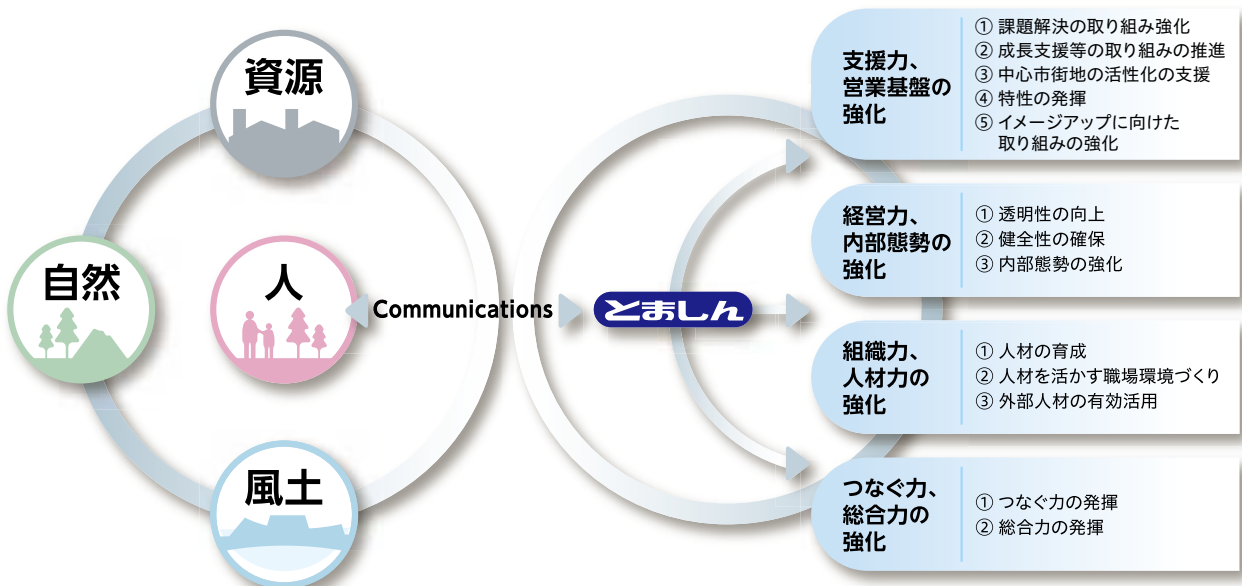 資源
自然
人
風土
Communications
とましん
支援力、
営業基盤の
強化
① 課題解決の取り組み強化
② 成長支援等の取り組みの推進
③ 中心市街地の活性化の支援
④ 特性の発揮
⑤ イメージアップに向けた
取り組みの強化
経営力、
内部態勢の
強化
① 透明性の向上
② 健全性の確保
③ 内部態勢の強化
組織力、
人材力の
強化
① 人材の育成
② 人材を活かす職場環境づくり
③ 外部人材の有効活用
つなぐ力、
総合力の
強化
① つなぐ力の発揮
② 総合力の発揮